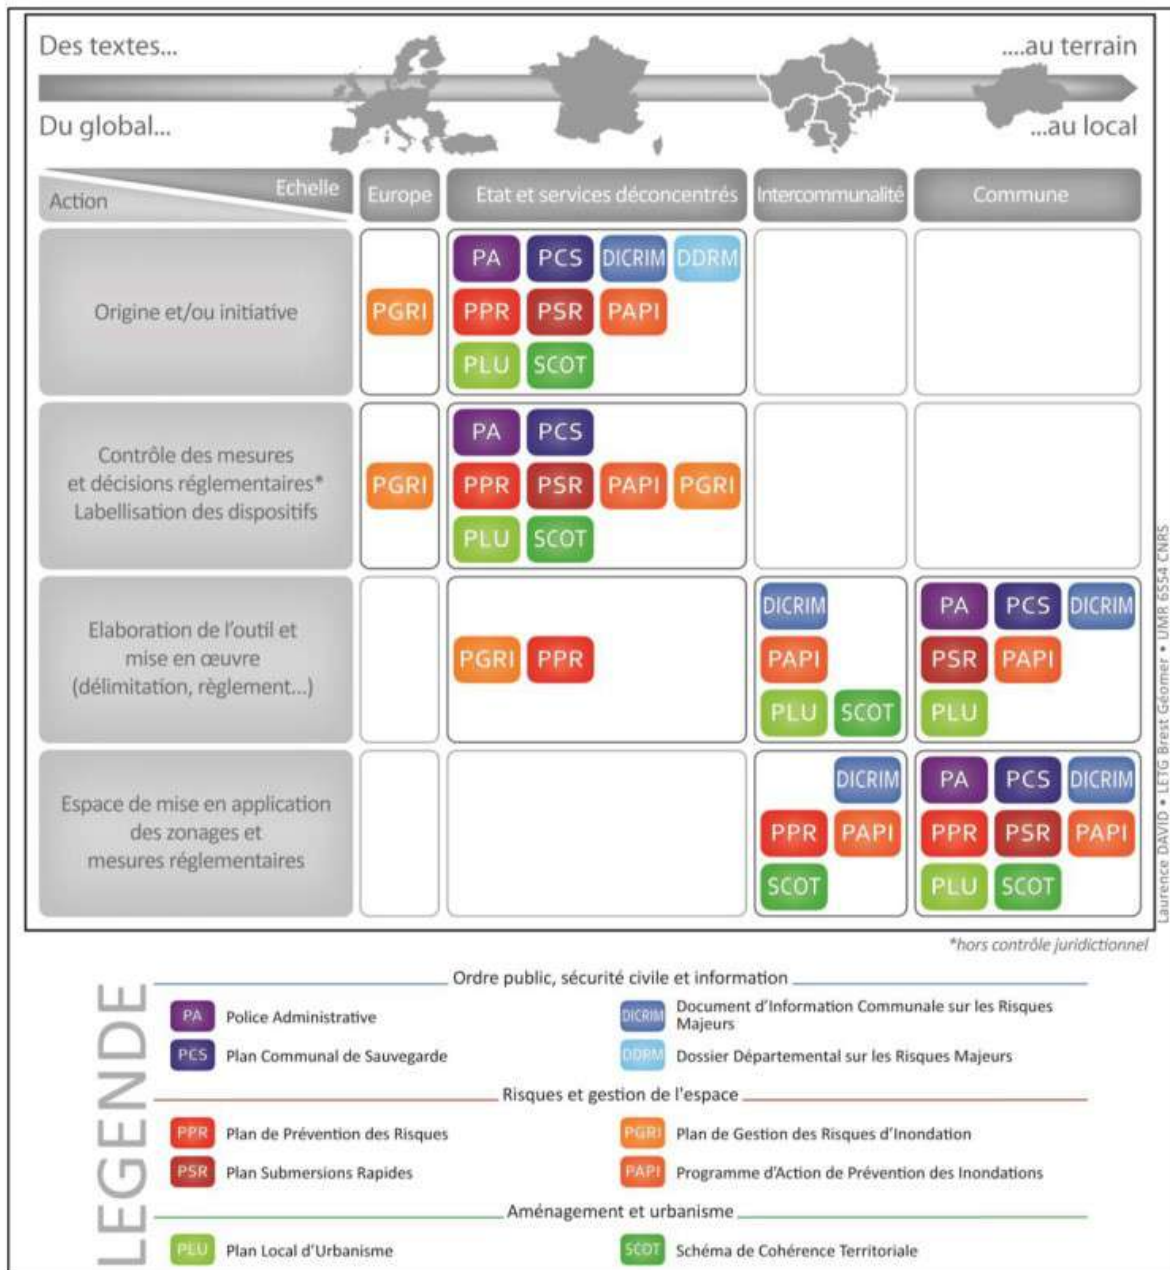 Des textes...
....au terrain
Du global...
...au local
Echelle
Action
Europe
Etat et services déconcentrés
Intercommunalité
Commune
Origine et/ou initiative
PGRI
PA PCS DICRIM DDRM
PPR PSR PAPI
PLU SCOT
Contrôle des mesures
et décisions réglementaires*
Labellisation des dispositifs
PGRI
PA PCS
PPR PSR PAPI PGRI
PLU SCOT
Elaboration de l'outil et
mise en œuvre
(délimitation, règlement...)
PGRI PPR
DICRIM
PAPI
PLU SCOT
PA PCS DICRIM
PSR PAPI
PLU
Espace de mise en application
des zonages et
mesures réglementaires
DICRIM
PPR PAPI
SCOT
PA PCS DICRIM
PPR PSR PAPI
PLU SCOT
Laurence DAVID • LETG Brest Géomer • UMR 6554 CNRS
*hors contrôle juridictionnel
LEGENDE
Ordre public, sécurité civile et information
PA Police Administrative
DICRIM Document d'Information Communale sur les Risques
Majeurs
PCS Plan Communal de Sauvegarde
DDRM Dossier Départemental sur les Risques Majeurs
Risques et gestion de l'espace
PPR Plan de Prévention des Risques
PGRI Plan de Gestion des Risques d'Inondation
PSR Plan Submersions Rapides
PAPI Programme d'Action de Prévention des Inondations
Aménagement et urbanisme
PLU Plan Local d'Urbanisme
SCOT Schéma de Cohérence Territoriale